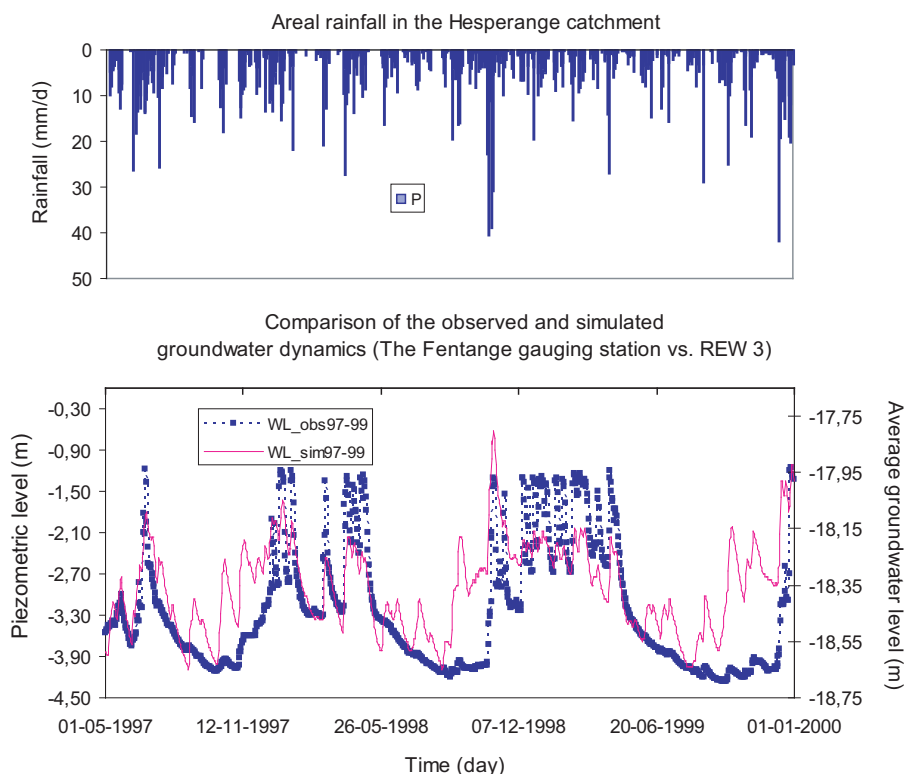 Areal rainfall in the Hesperange catchment
Rainfall (mm/d)
0
10
20
30
40
50
P
Comparison of the observed and simulated
groundwater dynamics (The Fentange gauging station vs. REW 3)
Piezometric level (m)
-0,30
-0,90
-1,50
-2,10
-2,70
-3,30
-3,90
-4,50
WL_obs97-99
WL_sim97-99
-17,75
-17,95
-18,15
-18,35
-18,55
-18,75
Average groundwater level (m)
01-05-1997 12-11-1997 26-05-1998 07-12-1998 20-06-1999 01-01-2000
Time (day)